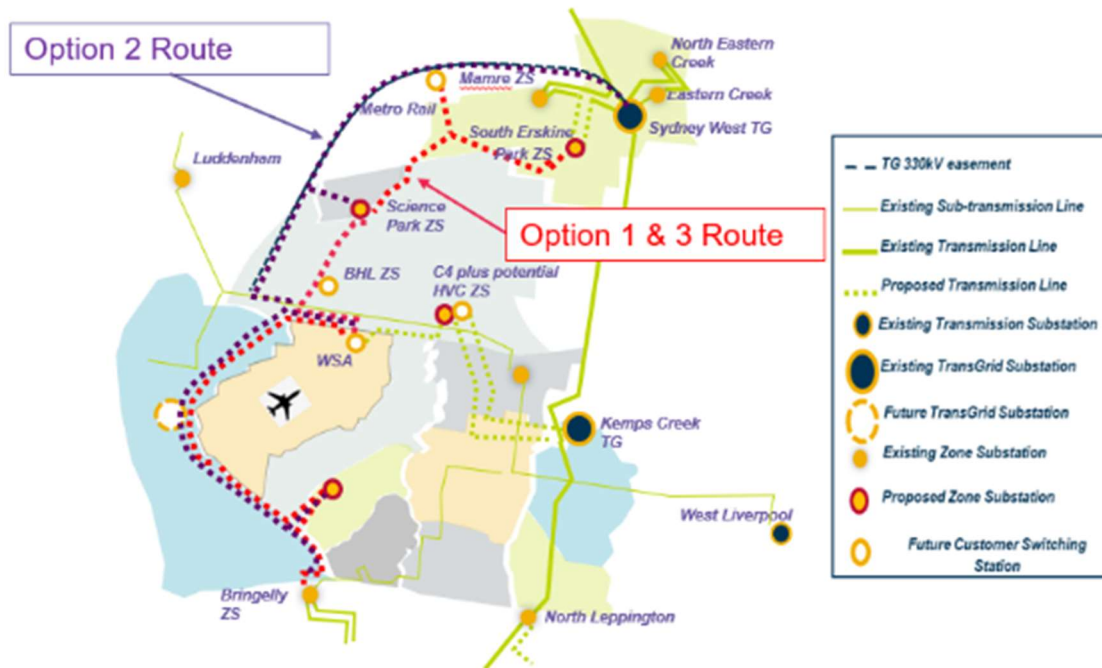 Option 2 Route
North Eastern
Creek
Mamre ZS
Metro Rail
Eastern Creek
Sydney West TG
South Erskine
Park ZS
Luddenham
Science
Park ZS
Option 1 & 3 Route
BHL ZS
C4 plus potential
HVC ZS
WSA
Kemps Creek
TG
West Liverpool
Bringelly
ZS
North Leppington
TG 330kV easement
Existing Sub-transmission Line
Existing Transmission Line
Proposed Transmission Line
Existing Transmission Substation
Existing TransGrid Substation
Future TransGrid Substation
Existing Zone Substation
Proposed Zone Substation
Future Customer Switching
Station